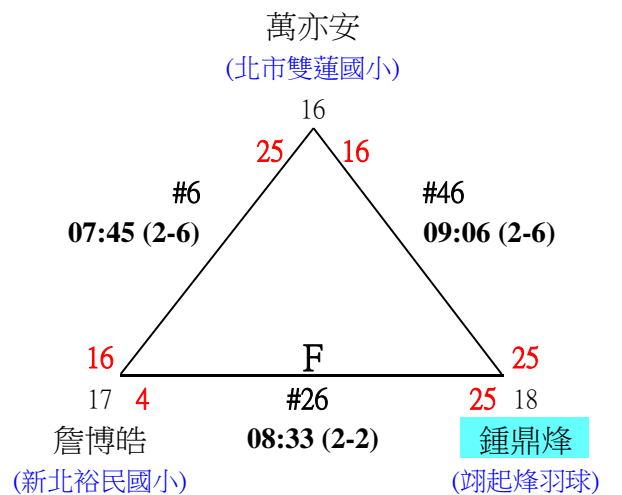 萬亦安
(北市雙蓮國小)
16
25 16
#6 #46
07:45 (2-6) 09:06 (2-6)
16 F 25
17 4 #26 25 18
詹博皓 08:33 (2-2) 鍾鼎烽
(新北裕民國小) (翊起烽羽球)